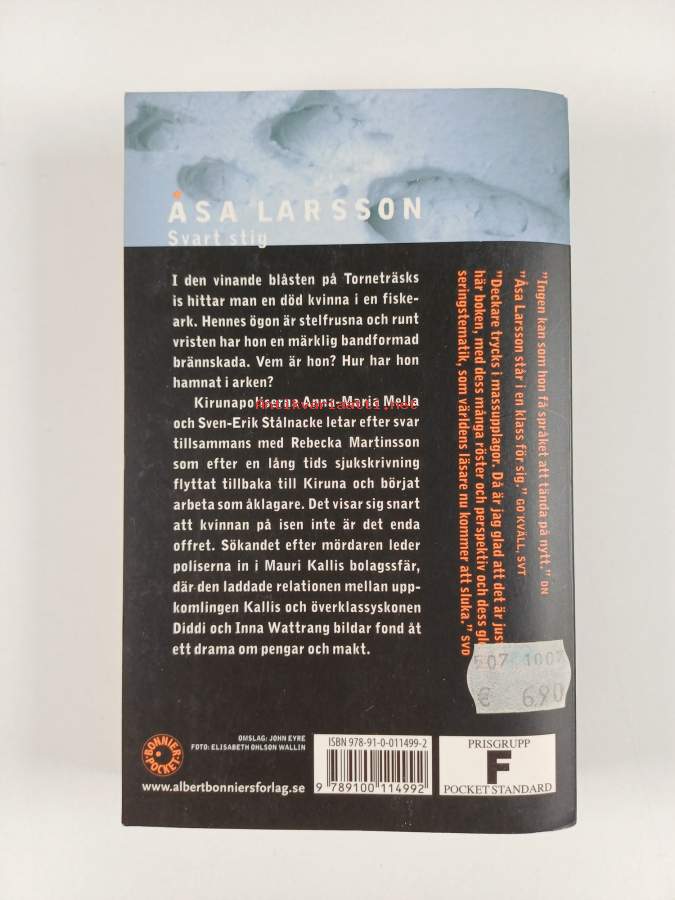 ÅSA LARSSON
Svart stig
I den vinande blåsten på Torneträsks
is hittar man en död kvinna i en fiske-
ark. Hennes ögon är stelfrusna och runt
vristen har hon en märklig bandformad
brännskada. Vem är hon? Hur har hon
hamnat i arken?
Kirunapoliserna Anna-Maria Mella
och Sven-Erik Stålnacke letar efter svar
tillsammans med Rebecka Martinsson
som efter en lång tids sjukskrivning
flyttat tillbaka till Kiruna och börjat
arbeta som åklagare. Det visar sig snart
att kvinnan på isen inte är det enda
offret. Sökandet efter mördaren leder
poliserna in i Mauri Kallis bolagssfär,
där den laddade relationen mellan upp-
komlingen Kallis och överklassyskonen
Diddi och Inna Wattrang bildar fond åt
ett drama om pengar och makt.
"Ingen kan som hon få språket att tända på nytt." DN
"Åsa Larsson står i en klass för sig." GO KVÄLL, SVT
"Deckare trycks i massupplagor. Då är jag glad att det är just
här boken, med dess många röster och perspektiv och dess
seringstematik, som världens läsare nu kommer att sluka." SVD
507 1007
€ 6.90
BONNIER
POCKET
OMSLAG: JOHN EYRE
FOTO: ELISABETH OHLSON WALLIN
www.albertbonniersforlag.se
ISBN 978-91-0-011499-2
9 789100 114992
PRISGRUPP
F
POCKET STANDARD